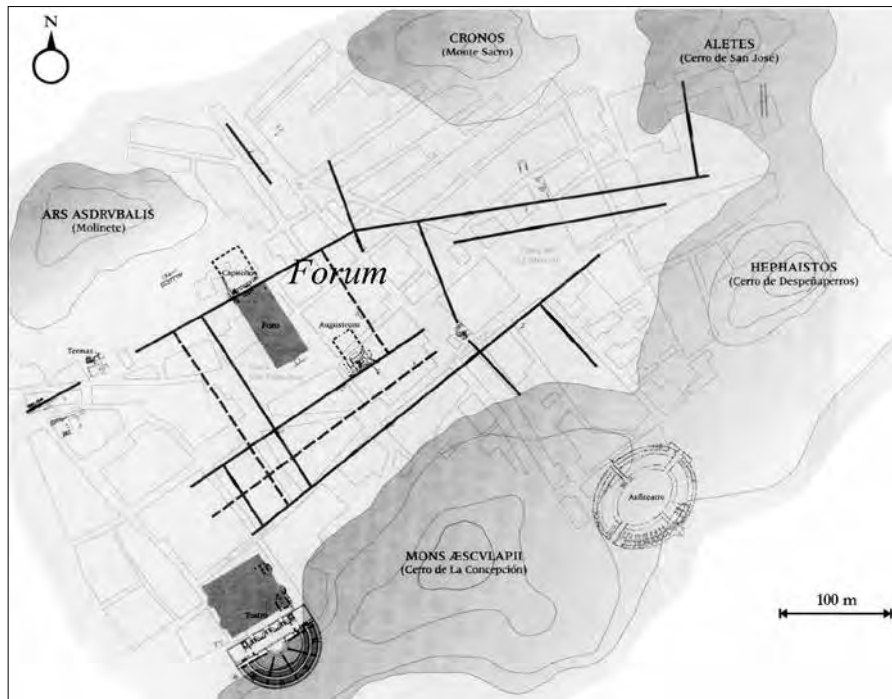 N
CRONOS
(Monte Sacro)
ALETES
(Cerro de San José)
ARS ASDRVBALIS
(Molinete)
Forum
Capitolio
HEPHAISTOS
(Cerro de Despeñaperros)
Foro
Augusteum
Termas
Anfiteatro
MONS ÆSCVLAPII
(Cerro de La Concepción)
100 m
Teatro